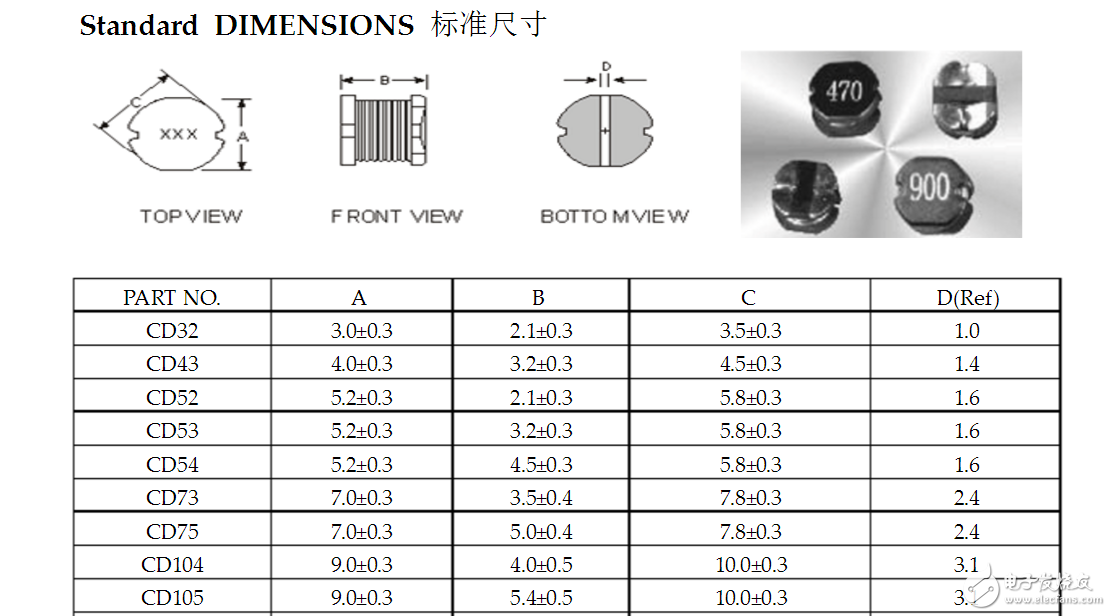 Standard DIMENSIONS 标准尺寸
C
XXX
A
B
D
470
900
TOPVIEW
FRONT VIEW
BOTTO MVIEW
PART NO. A B C D(Ref)
CD32 3.0±0.3 2.1±0.3 3.5±0.3 1.0
CD43 4.0±0.3 3.2±0.3 4.5±0.3 1.4
CD52 5.2±0.3 2.1±0.3 5.8±0.3 1.6
CD53 5.2±0.3 3.2±0.3 5.8±0.3 1.6
CD54 5.2±0.3 4.5±0.3 5.8±0.3 1.6
CD73 7.0±0.3 3.5±0.4 7.8±0.3 2.4
CD75 7.0±0.3 5.0±0.4 7.8±0.3 2.4
CD104 9.0±0.3 4.0±0.5 10.0±0.3 3.1
CD105 9.0±0.3 5.4±0.5 10.0±0.3
电子发烧友
www.elecfans.com